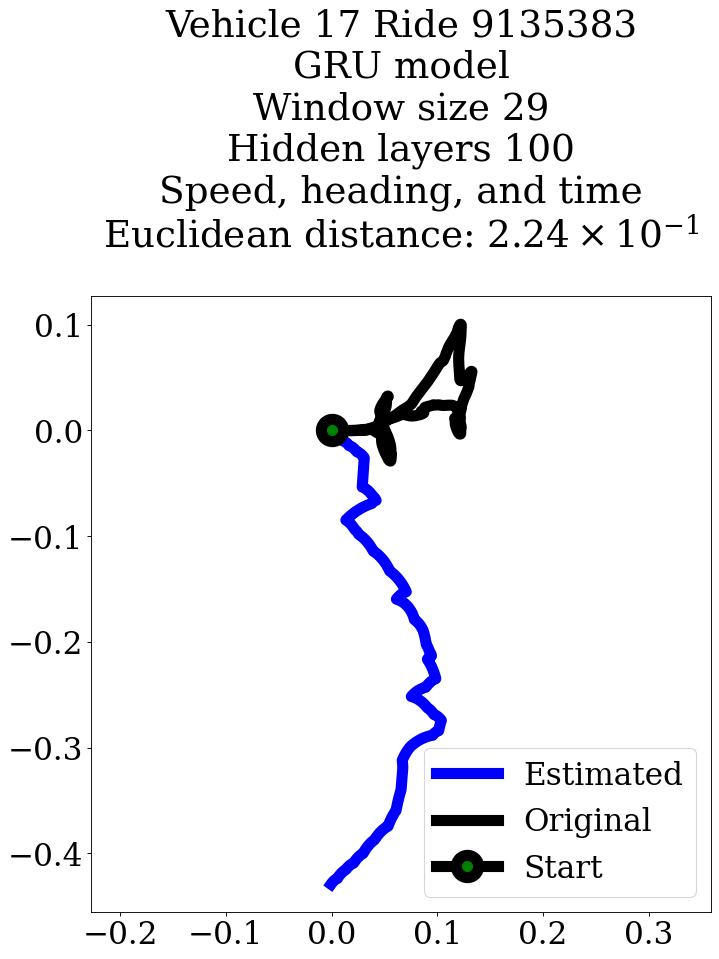 Vehicle 17 Ride 9135383
GRU model
Window size 29
Hidden layers 100
Speed, heading, and time
Euclidean distance: 2.24 × 10⁻¹
0.1
0.0
−0.1
−0.2
−0.3
−0.4
Estimated
Original
Start
−0.2 −0.1 0.0 0.1 0.2 0.3